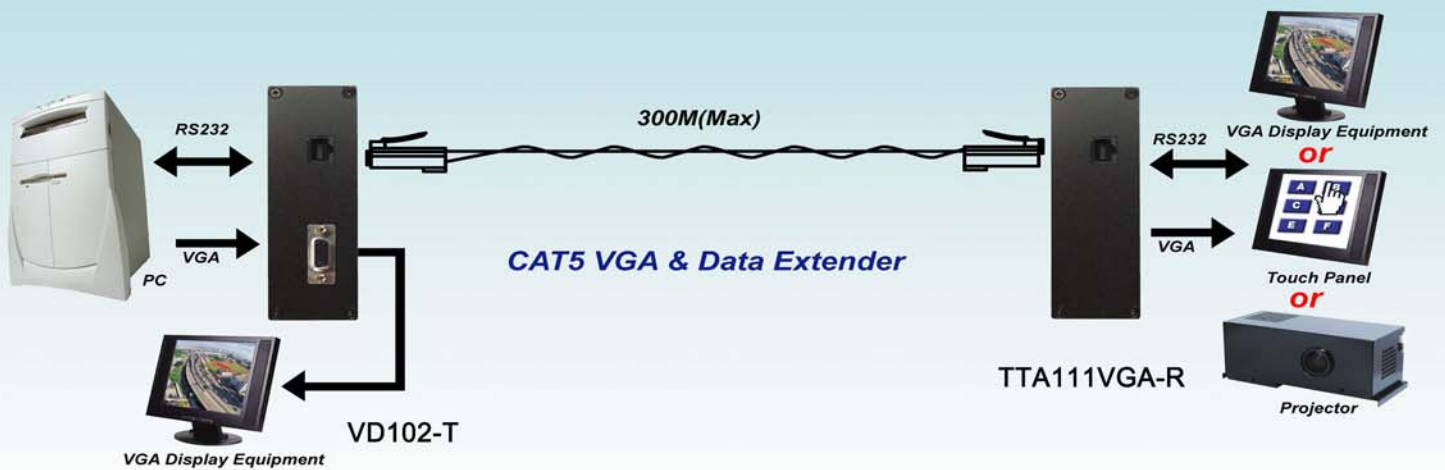 RS232
VGA
PC
300M(Max)
CAT5 VGA & Data Extender
VGA Display Equipment
VD102-T
RS232
VGA
VGA Display Equipment
or
A B
C
E F
Touch Panel
or
Projector
TTA111VGA-R